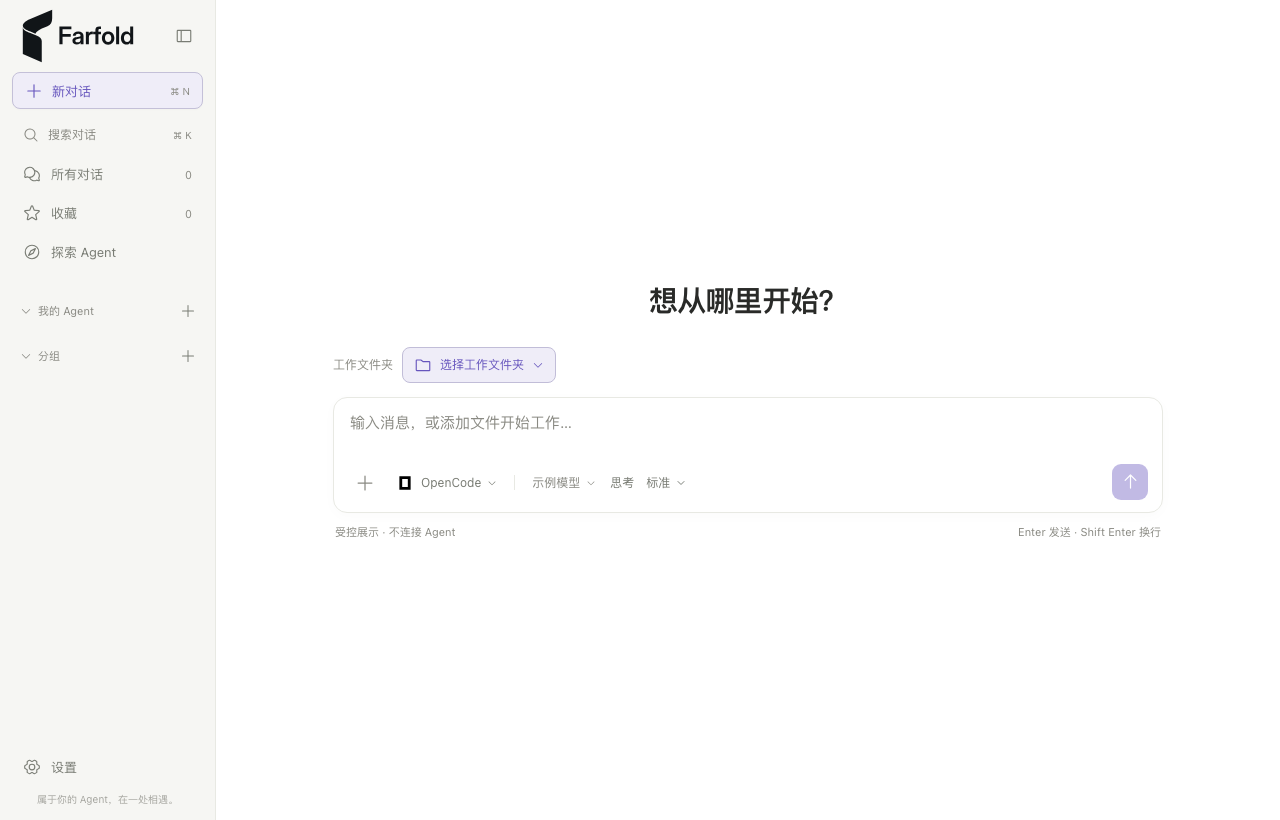 Farfold
新对话 ⌘ N
搜索对话 ⌘ K
所有对话 0
收藏 0
探索 Agent
我的 Agent
分组
设置
属于你的 Agent，在一处相遇。
想从哪里开始?
工作文件夹 选择工作文件夹
输入消息，或添加文件开始工作...
OpenCode 示例模型 思考 标准
受控展示 · 不连接 Agent Enter 发送 · Shift Enter 换行